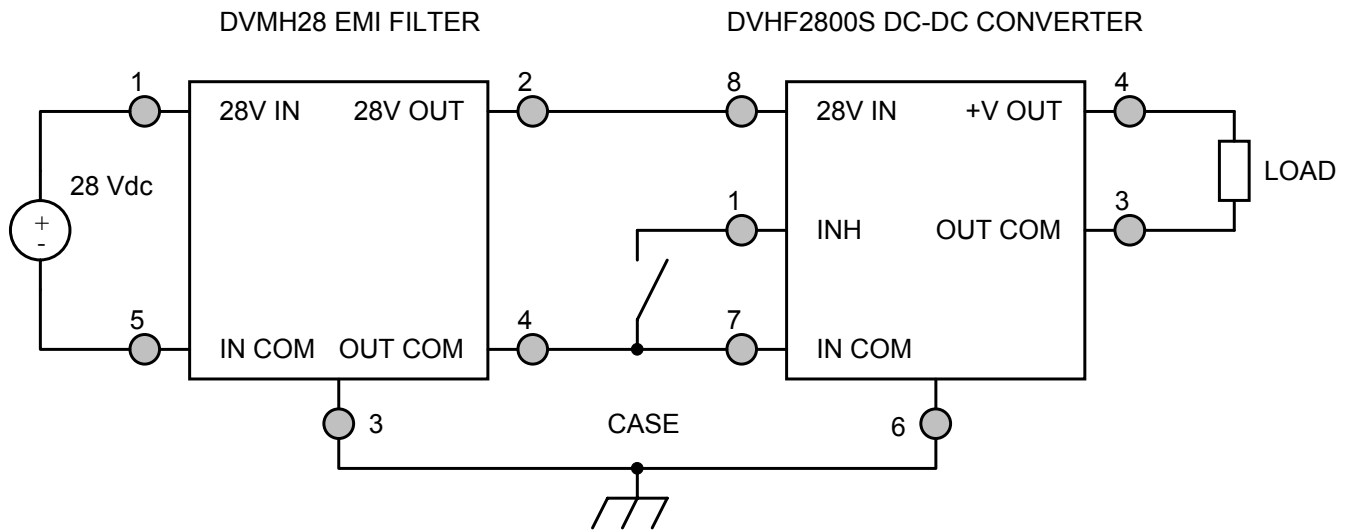 DVMH28 EMI FILTER
DVHF2800S DC-DC CONVERTER
1
28V IN
28V OUT
2
8
28V IN
+V OUT
4
28 Vdc
+
-
LOAD
1
INH
OUT COM
3
5
IN COM
OUT COM
4
7
IN COM
3
CASE
6